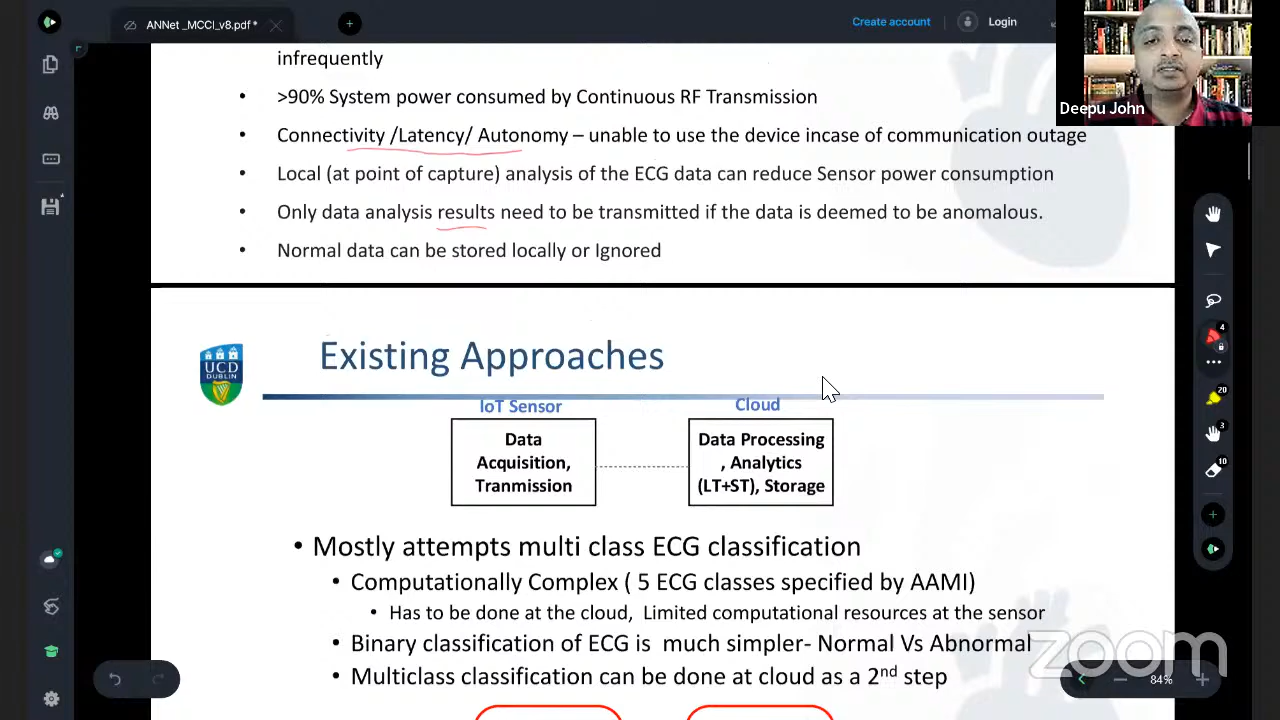 ANNet _MCCI_v8.pdf *
Create account
Login
Deepu John
infrequently
• >90% System power consumed by Continuous RF Transmission
• Connectivity /Latency/ Autonomy – unable to use the device incase of communication outage
• Local (at point of capture) analysis of the ECG data can reduce Sensor power consumption
• Only data analysis results need to be transmitted if the data is deemed to be anomalous.
• Normal data can be stored locally or Ignored
UCD
DUBLIN
Existing Approaches
IoT Sensor
Cloud
Data
Acquisition,
Tranmission
Data Processing
, Analytics
(LT+ST), Storage
• Mostly attempts multi class ECG classification
• Computationally Complex ( 5 ECG classes specified by AAMI)
• Has to be done at the cloud, Limited computational resources at the sensor
• Binary classification of ECG is much simpler- Normal Vs Abnormal
• Multiclass classification can be done at cloud as a 2nd step
4
20
3
10
zoom
84%